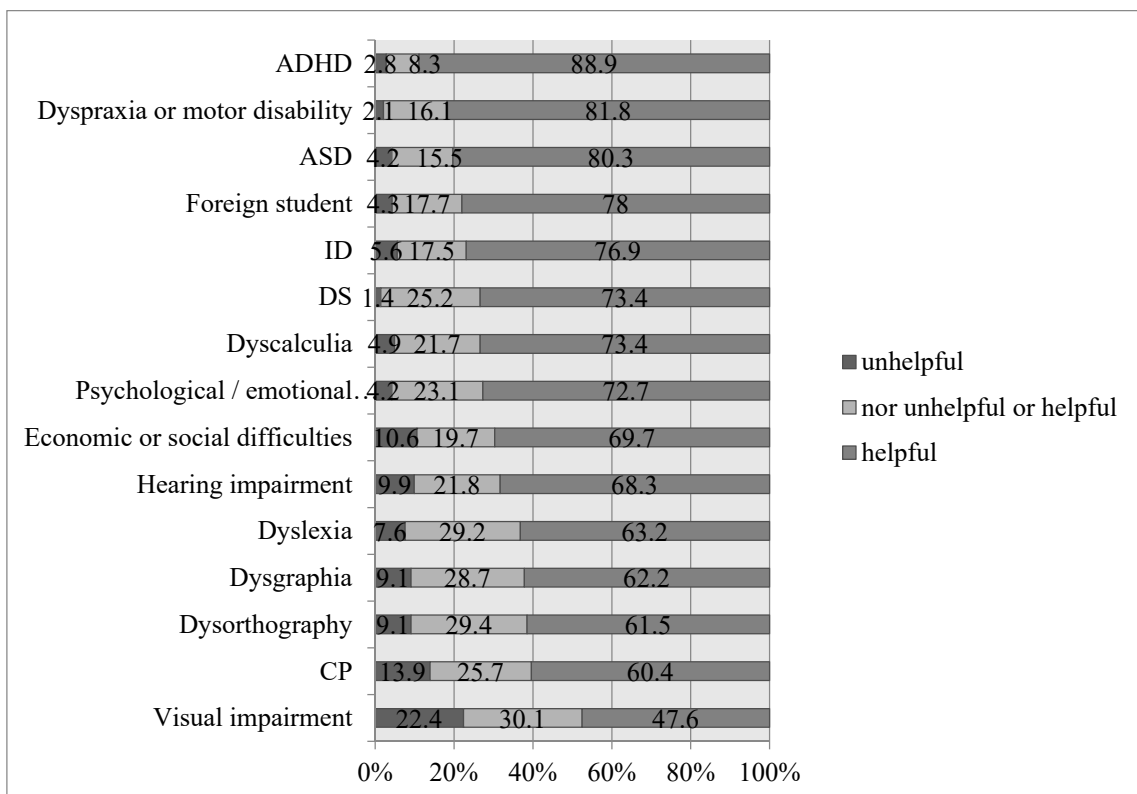 ADHD 2.8 8.3 88.9
Dyspraxia or motor disability 2.1 16.1 81.8
ASD 4.2 15.5 80.3
Foreign student 4.3 17.7 78
ID 5.6 17.5 76.9
DS 1.4 25.2 73.4
Dyscalculia 4.9 21.7 73.4
Psychological / emotional… 4.2 23.1 72.7
Economic or social difficulties 10.6 19.7 69.7
Hearing impairment 9.9 21.8 68.3
Dyslexia 7.6 29.2 63.2
Dysgraphia 9.1 28.7 62.2
Dysorthography 9.1 29.4 61.5
CP 13.9 25.7 60.4
Visual impairment 22.4 30.1 47.6
0% 20% 40% 60% 80% 100%
unhelpful
nor unhelpful or helpful
helpful